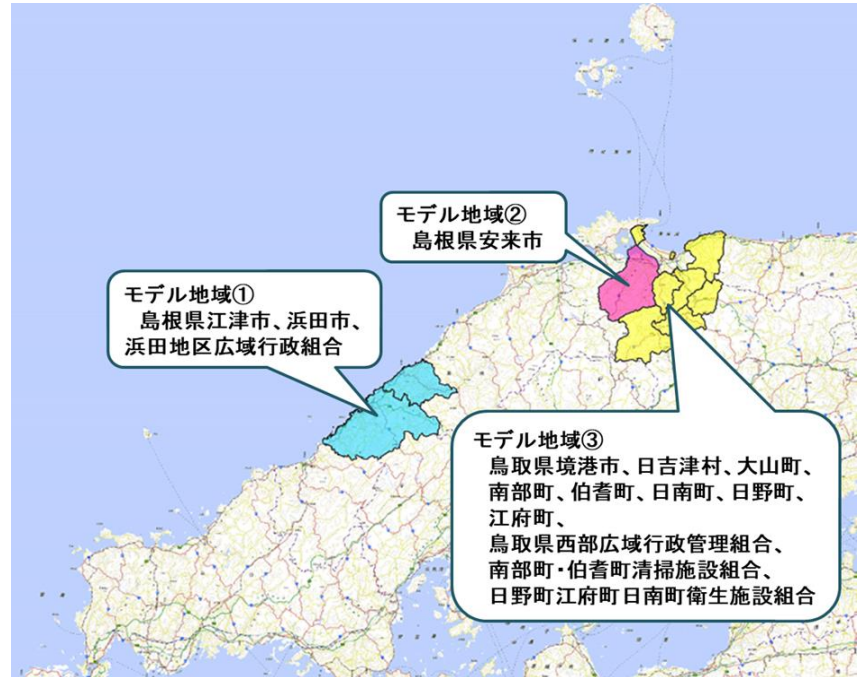 モデル地域②
島根県安来市
モデル地域①
島根県江津市、浜田市、
浜田地区広域行政組合
モデル地域③
鳥取県境港市、日吉津村、大山町、
南部町、伯耆町、日南町、日野町、
江府町、
鳥取県西部広域行政管理組合、
南部町・伯耆町清掃施設組合、
日野町江府町日南町衛生施設組合